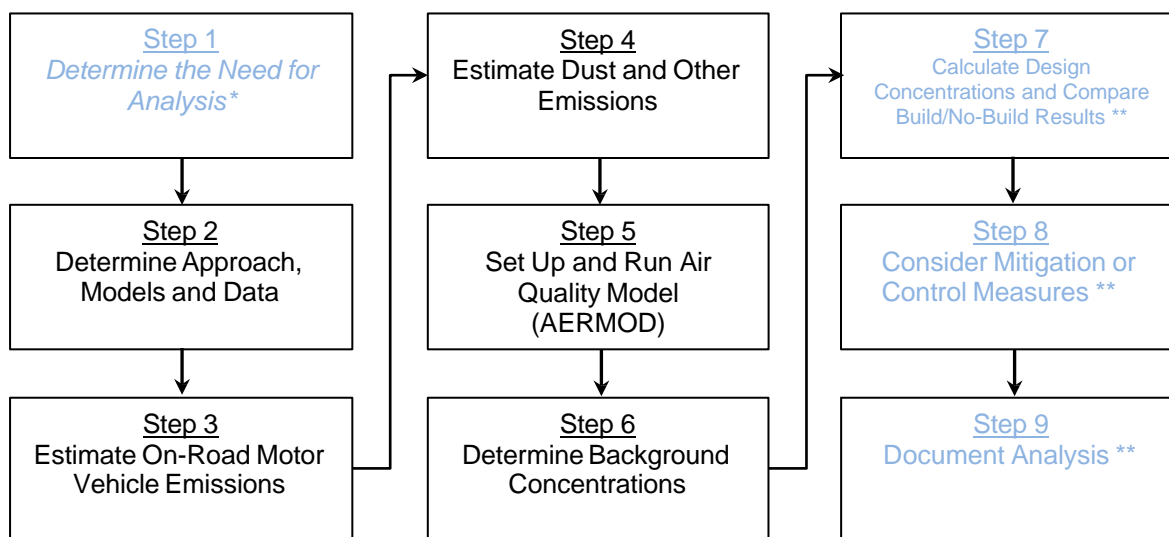 Step 1
Determine the Need for
Analysis*
Step 2
Determine Approach,
Models and Data
Step 3
Estimate On-Road Motor
Vehicle Emissions
Step 4
Estimate Dust and Other
Emissions
Step 5
Set Up and Run Air
Quality Model
(AERMOD)
Step 6
Determine Background
Concentrations
Step 7
Calculate Design
Concentrations and Compare
Build/No-Build Results **
Step 8
Consider Mitigation or
Control Measures **
Step 9
Document Analysis **